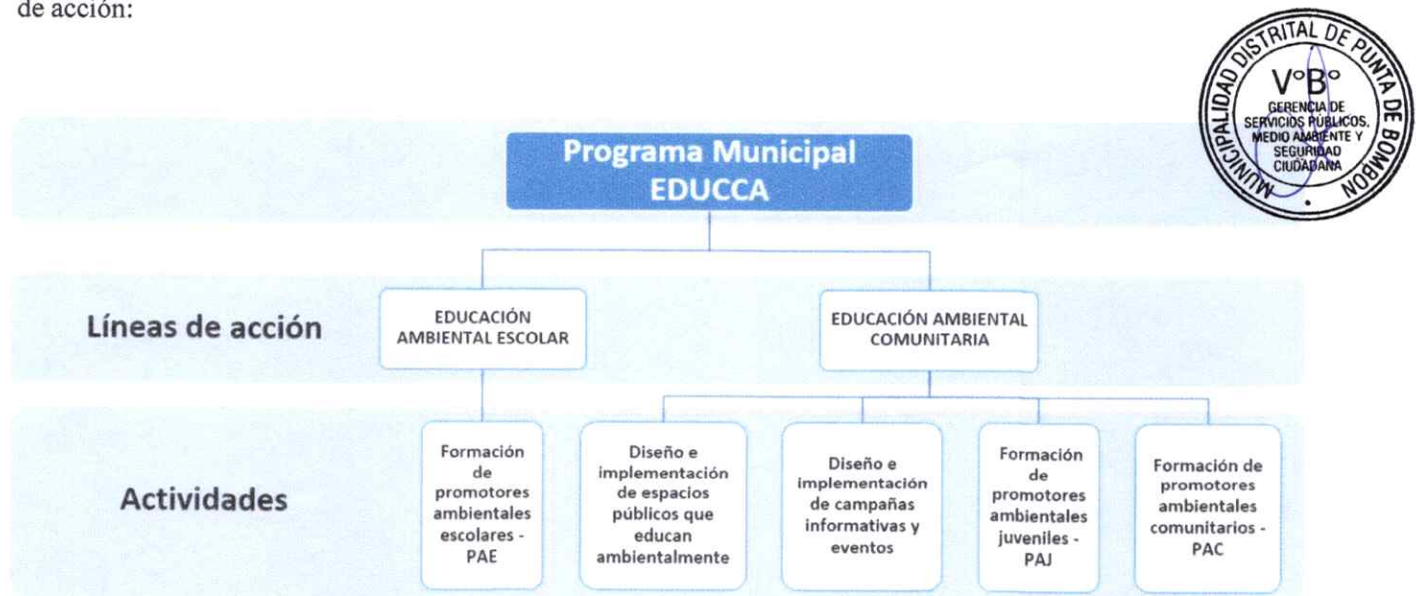 de acción:
MUNICIPALIDAD DISTRITAL DE PUNTA DE BOMBON
V°B°
GERENCIA DE
SERVICIOS PÚBLICOS,
MEDIO AMBIENTE Y
SEGURIDAD
CIUDADANA
Programa Municipal
EDUCCA
Líneas de acción
EDUCACIÓN
AMBIENTAL ESCOLAR
EDUCACIÓN AMBIENTAL
COMUNITARIA
Actividades
Formación
de
promotores
ambientales
escolares -
PAE
Diseño e
implementación
de espacios
públicos que
educan
ambientalmente
Diseño e
implementación
de campañas
informativas y
eventos
Formación
de
promotores
ambientales
juveniles -
PAJ
Formación de
promotores
ambientales
comunitarios -
PAC